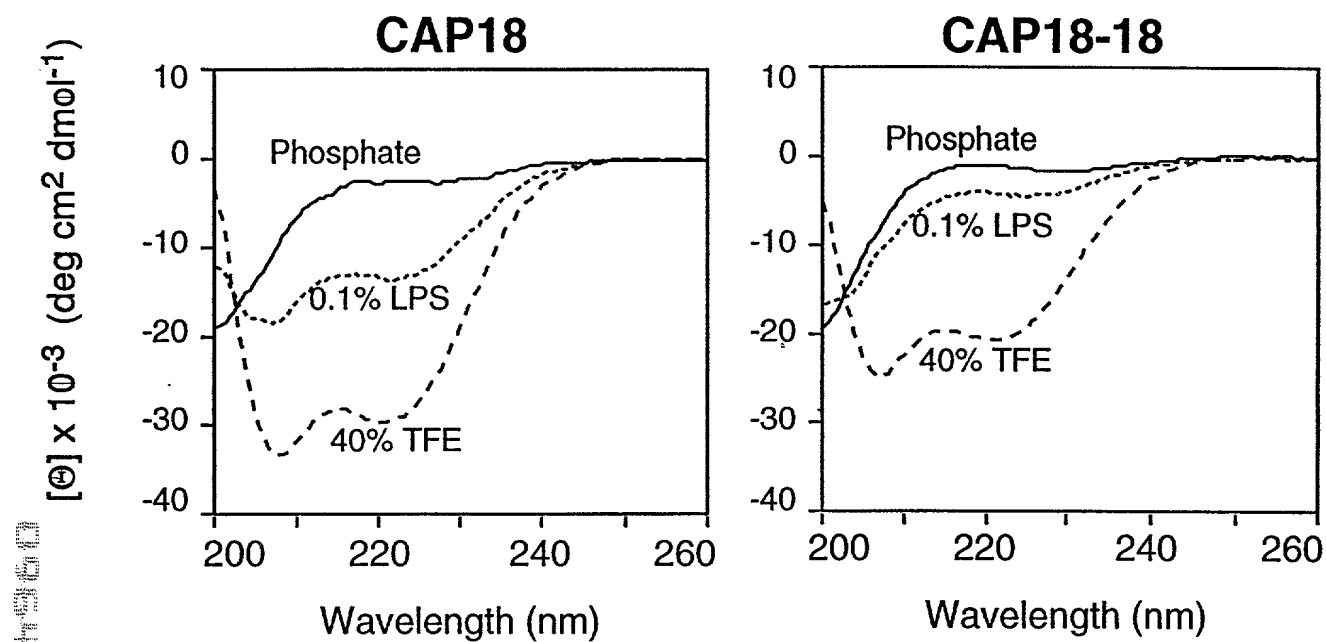 CAP18
CAP18-18
[Θ] x 10-3 (deg cm2 dmol-1)
10
0
-10
-20
-30
-40
Phosphate
0.1% LPS
40% TFE
200
220
240
260
Wavelength (nm)
10
0
-10
-20
-30
-40
Phosphate
0.1% LPS
40% TFE
200
220
240
260
Wavelength (nm)